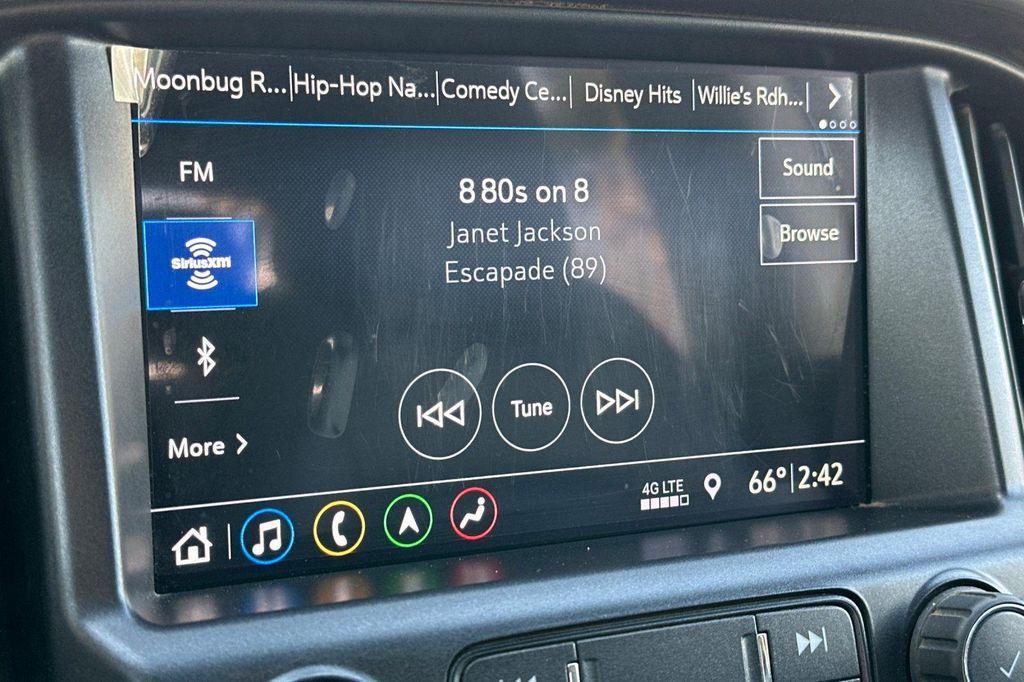 Moonbug R... Hip-Hop Na... Comedy Ce... Disney Hits Willie's Rdh...
FM
8 80s on 8
Sound
Janet Jackson
Browse
SiriusXM
Escapade (89)
Tune
More
4G LTE
66° 2:42